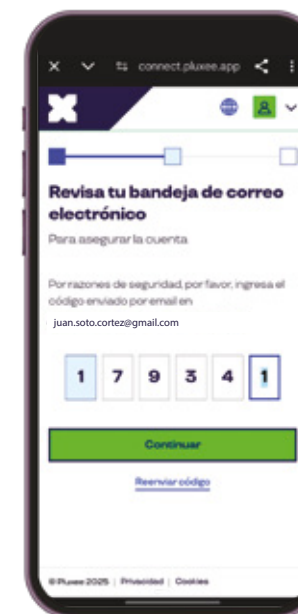 connect.pluxee.app
Revisa tu bandeja de correo
electrónico
Para asegurar la cuenta
Por razones de seguridad, por favor, ingresa el
código enviado por email en
juan.soto.cortez@gmail.com
1 7 9 3 4 1
Continuar
Reenviar código
© Pluxee 2025 | Privacidad | Cookies